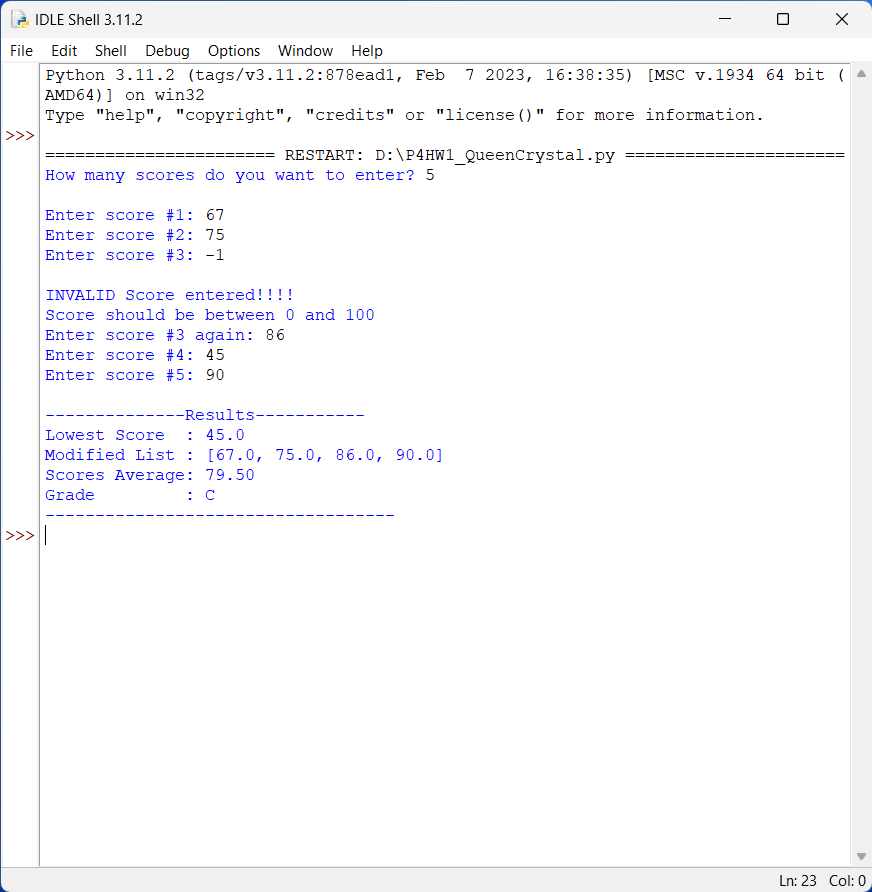 IDLE Shell 3.11.2
File Edit Shell Debug Options Window Help
Python 3.11.2 (tags/v3.11.2:878ead1, Feb  7 2023, 16:38:35) [MSC v.1934 64 bit (
AMD64)] on win32
Type "help", "copyright", "credits" or "license()" for more information.
>>>
======================= RESTART: D:\P4HW1_QueenCrystal.py ======================
How many scores do you want to enter? 5
Enter score #1: 67
Enter score #2: 75
Enter score #3: -1
INVALID Score entered!!!!
Score should be between 0 and 100
Enter score #3 again: 86
Enter score #4: 45
Enter score #5: 90
--------------Results-----------
Lowest Score  : 45.0
Modified List : [67.0, 75.0, 86.0, 90.0]
Scores Average: 79.50
Grade         : C
-----------------------------------
>>>
Ln: 23 Col: 0